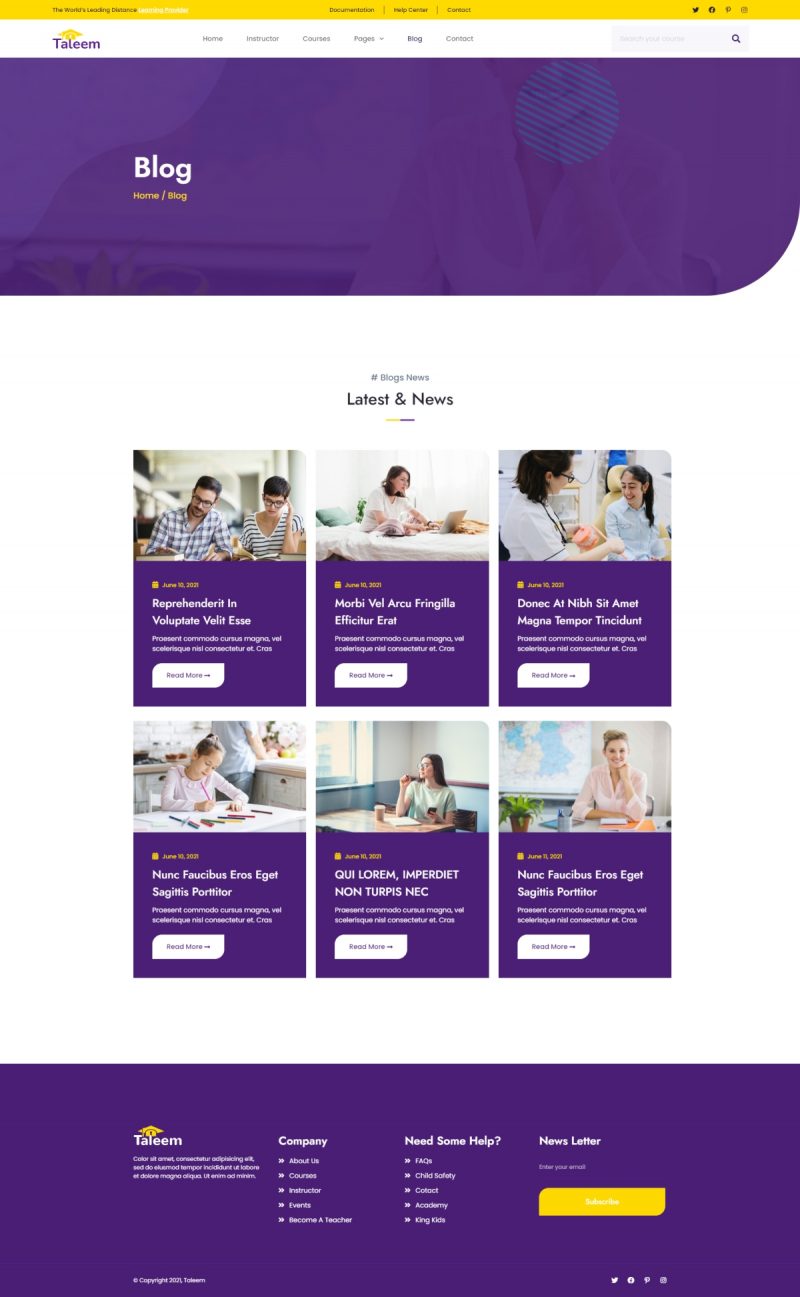 The World's Leading Distance Learning Provider
Documentation
Help Center
Contact
Taleem
Home
Instructor
Courses
Pages
Blog
Contact
Search your course
Blog
Home / Blog
# Blogs News
Latest & News
June 10, 2021
Reprehenderit In
Voluptate Velit Esse
Praesent commodo cursus magna, vel
scelerisque nisl consectetur et. Cras
Read More
June 10, 2021
Morbi Vel Arcu Fringilla
Efficitur Erat
Praesent commodo cursus magna, vel
scelerisque nisl consectetur et. Cras
Read More
June 10, 2021
Donec At Nibh Sit Amet
Magna Tempor Tincidunt
Praesent commodo cursus magna, vel
scelerisque nisl consectetur et. Cras
Read More
June 10, 2021
Nunc Faucibus Eros Eget
Sagittis Porttitor
Praesent commodo cursus magna, vel
scelerisque nisl consectetur et. Cras
Read More
June 10, 2021
QUI LOREM, IMPERDIET
NON TURPIS NEC
Praesent commodo cursus magna, vel
scelerisque nisl consectetur et. Cras
Read More
June 11, 2021
Nunc Faucibus Eros Eget
Sagittis Porttitor
Praesent commodo cursus magna, vel
scelerisque nisl consectetur et. Cras
Read More
Taleem
Color sit amet, consectetur adipisicing elit,
sed do eiusmod tempor incididunt ut labore
et dolore magna aliqua. Ut enim ad minim.
Company
About Us
Courses
Instructor
Events
Become A Teacher
Need Some Help?
FAQs
Child Safety
Cotact
Academy
King Kids
News Letter
Enter your email
Subscribe
© Copyright 2021, Taleem